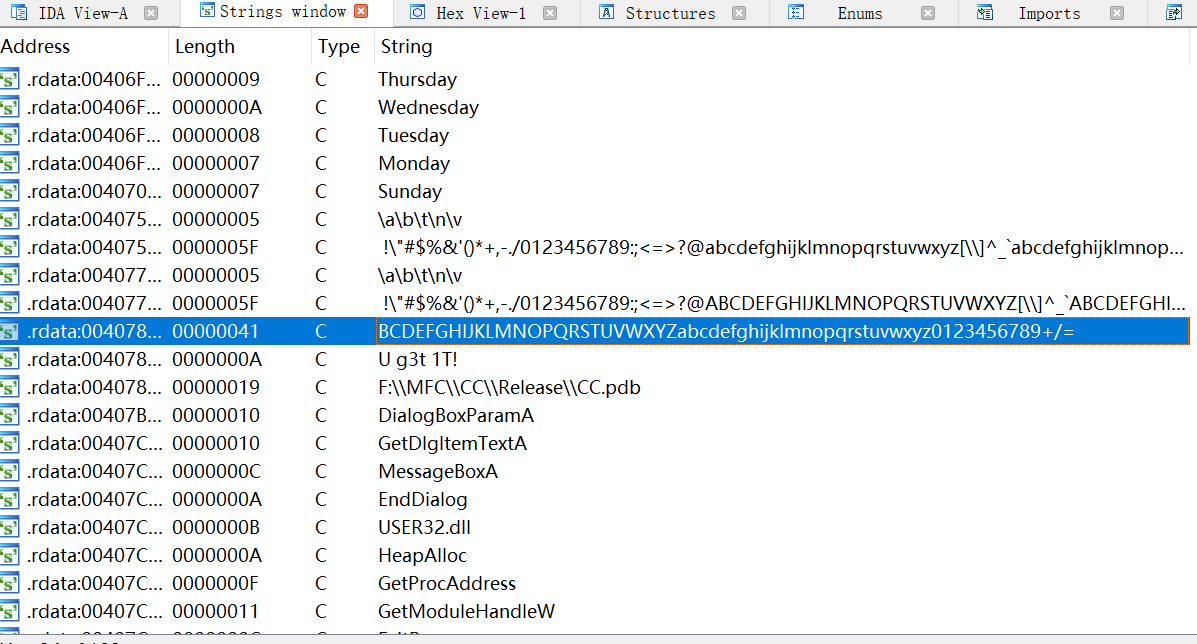 IDA View-A Strings window Hex View-1 Structures Enums Imports
Address Length Type String
.rdata:00406F... 00000009 C Thursday
.rdata:00406F... 0000000A C Wednesday
.rdata:00406F... 00000008 C Tuesday
.rdata:00406F... 00000007 C Monday
.rdata:004070... 00000007 C Sunday
.rdata:004075... 00000005 C \a\b\t\n\v
.rdata:004077... 0000005F C !\"#$%&'()*+,-./0123456789:;<=>?@abcdefghijklmnopqrstuvwxyz[\\]^_`abcdefghijklmnop...
.rdata:004077... 00000005 C \a\b\t\n\v
.rdata:004077... 0000005F C !\"#$%&'()*+,-./0123456789:;<=>?@ABCDEFGHIJKLMNOPQRSTUVWXYZ[\\]^_`ABCDEFGHI...
.rdata:004078... 00000041 C BCDEFGHIJKLMNOPQRSTUVWXYZabcdefghijklmnopqrstuvwxyz0123456789+/=
.rdata:004078... 0000000A C U g3t 1T!
.rdata:004078... 00000019 C F:\\MFC\\CC\\Release\\CC.pdb
.rdata:00407B... 00000010 C DialogBoxParamA
.rdata:00407C... 00000010 C GetDlgItemTextA
.rdata:00407C... 0000000C C MessageBoxA
.rdata:00407C... 0000000A C EndDialog
.rdata:00407C... 0000000B C USER32.dll
.rdata:00407C... 0000000A C HeapAlloc
.rdata:00407C... 0000000F C GetProcAddress
.rdata:00407C... 00000011 C GetModuleHandleW